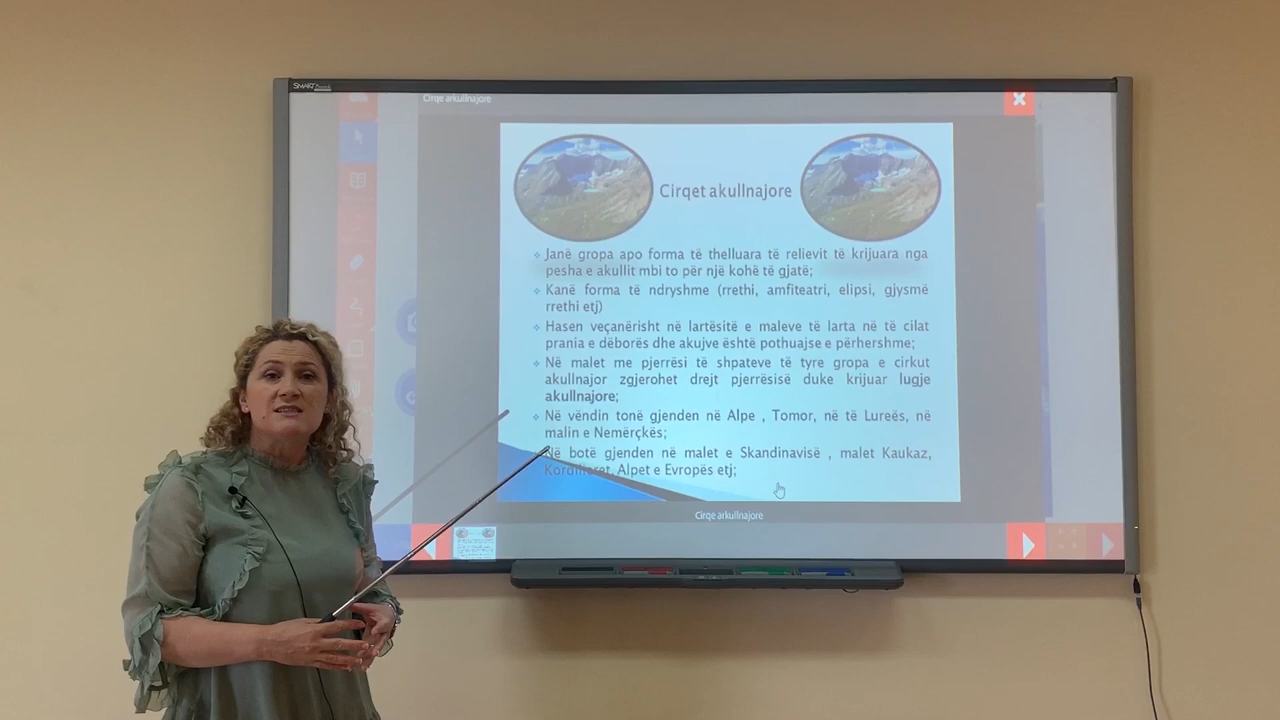 SMART Board
Cirqe arkullnajore
Cirqet akullnajore
Janë gropa apo forma të thelluara të relievit të krijuara nga
pesha e akullit mbi to për një kohë të gjatë;
Kanë forma të ndryshme (rrethi, amfiteatri, elipsi, gjysmë
rrethi etj)
Hasen veçanërisht në lartësitë e maleve të larta në të cilat
prania e dëborës dhe akujve është pothuajse e përhershme;
Në malet me pjerrësi të shpateve të tyre gropa e cirkut
akullnajor zgjerohet drejt pjerrësisë duke krijuar lugje
akullnajore;
Në vëndin tonë gjenden në Alpe , Tomor, në të Lureës, në
malin e Nemërçkës;
Në botë gjenden në malet e Skandinavisë , malet Kaukaz,
Kordilieret, Alpet e Evropës etj;
Cirqe arkullnajore